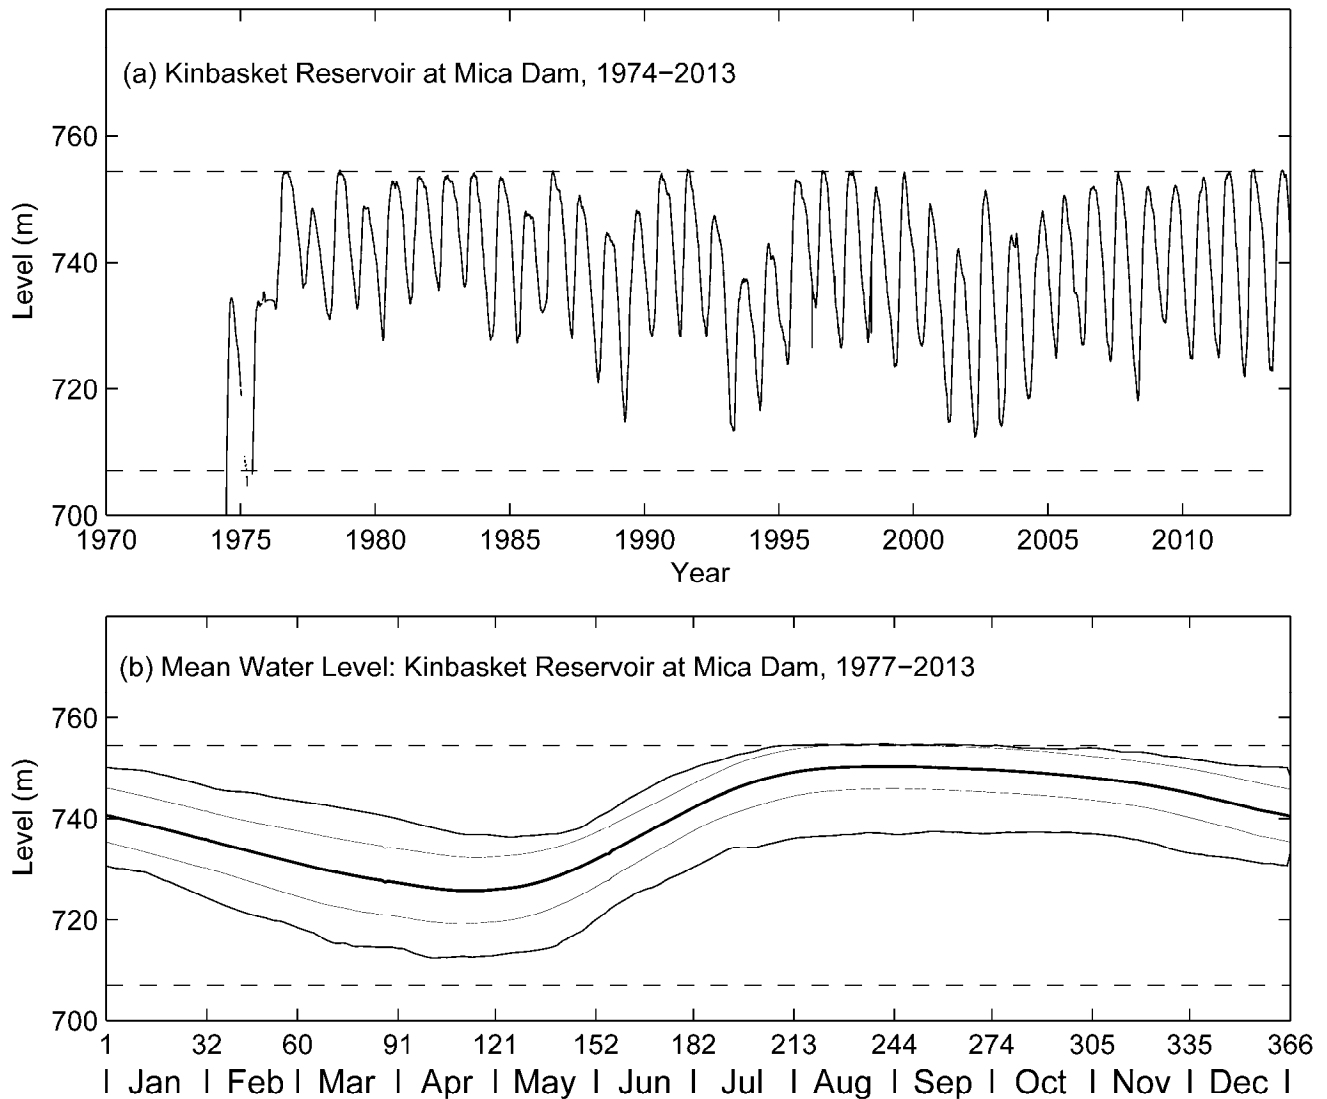 (a) Kinbasket Reservoir at Mica Dam, 1974−2013
760
740
720
700
Level (m)
1970 1975 1980 1985 1990 1995 2000 2005 2010
Year
(b) Mean Water Level: Kinbasket Reservoir at Mica Dam, 1977−2013
760
740
720
700
Level (m)
1 32 60 91 121 152 182 213 244 274 305 335 366
| Jan | Feb | Mar | Apr | May | Jun | Jul | Aug | Sep | Oct | Nov | Dec |